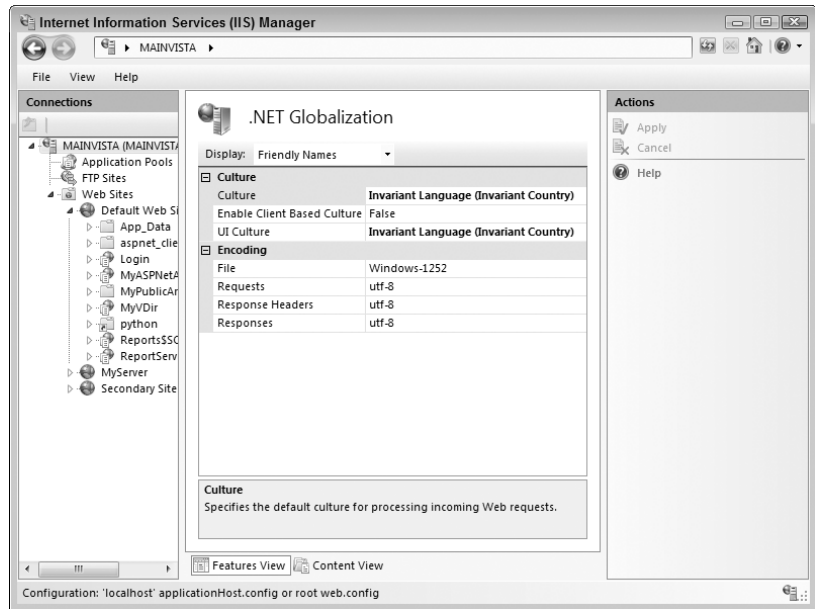 Internet Information Services (IIS) Manager
MAINVISTA
File View Help
Connections
MAINVISTA (MAINVISTA
Application Pools
FTP Sites
Web Sites
Default Web Si
App_Data
aspnet_clie
Login
MyASPNetA
MyPublicAr
MyVDir
python
Reports$SQ
ReportServ
MyServer
Secondary Site
.NET Globalization
Display: Friendly Names
Culture
Culture Invariant Language (Invariant Country)
Enable Client Based Culture False
UI Culture Invariant Language (Invariant Country)
Encoding
File Windows-1252
Requests utf-8
Response Headers utf-8
Responses utf-8
Culture
Specifies the default culture for processing incoming Web requests.
Features View Content View
Actions
Apply
Cancel
Help
Configuration: 'localhost' applicationHost.config or root web.config